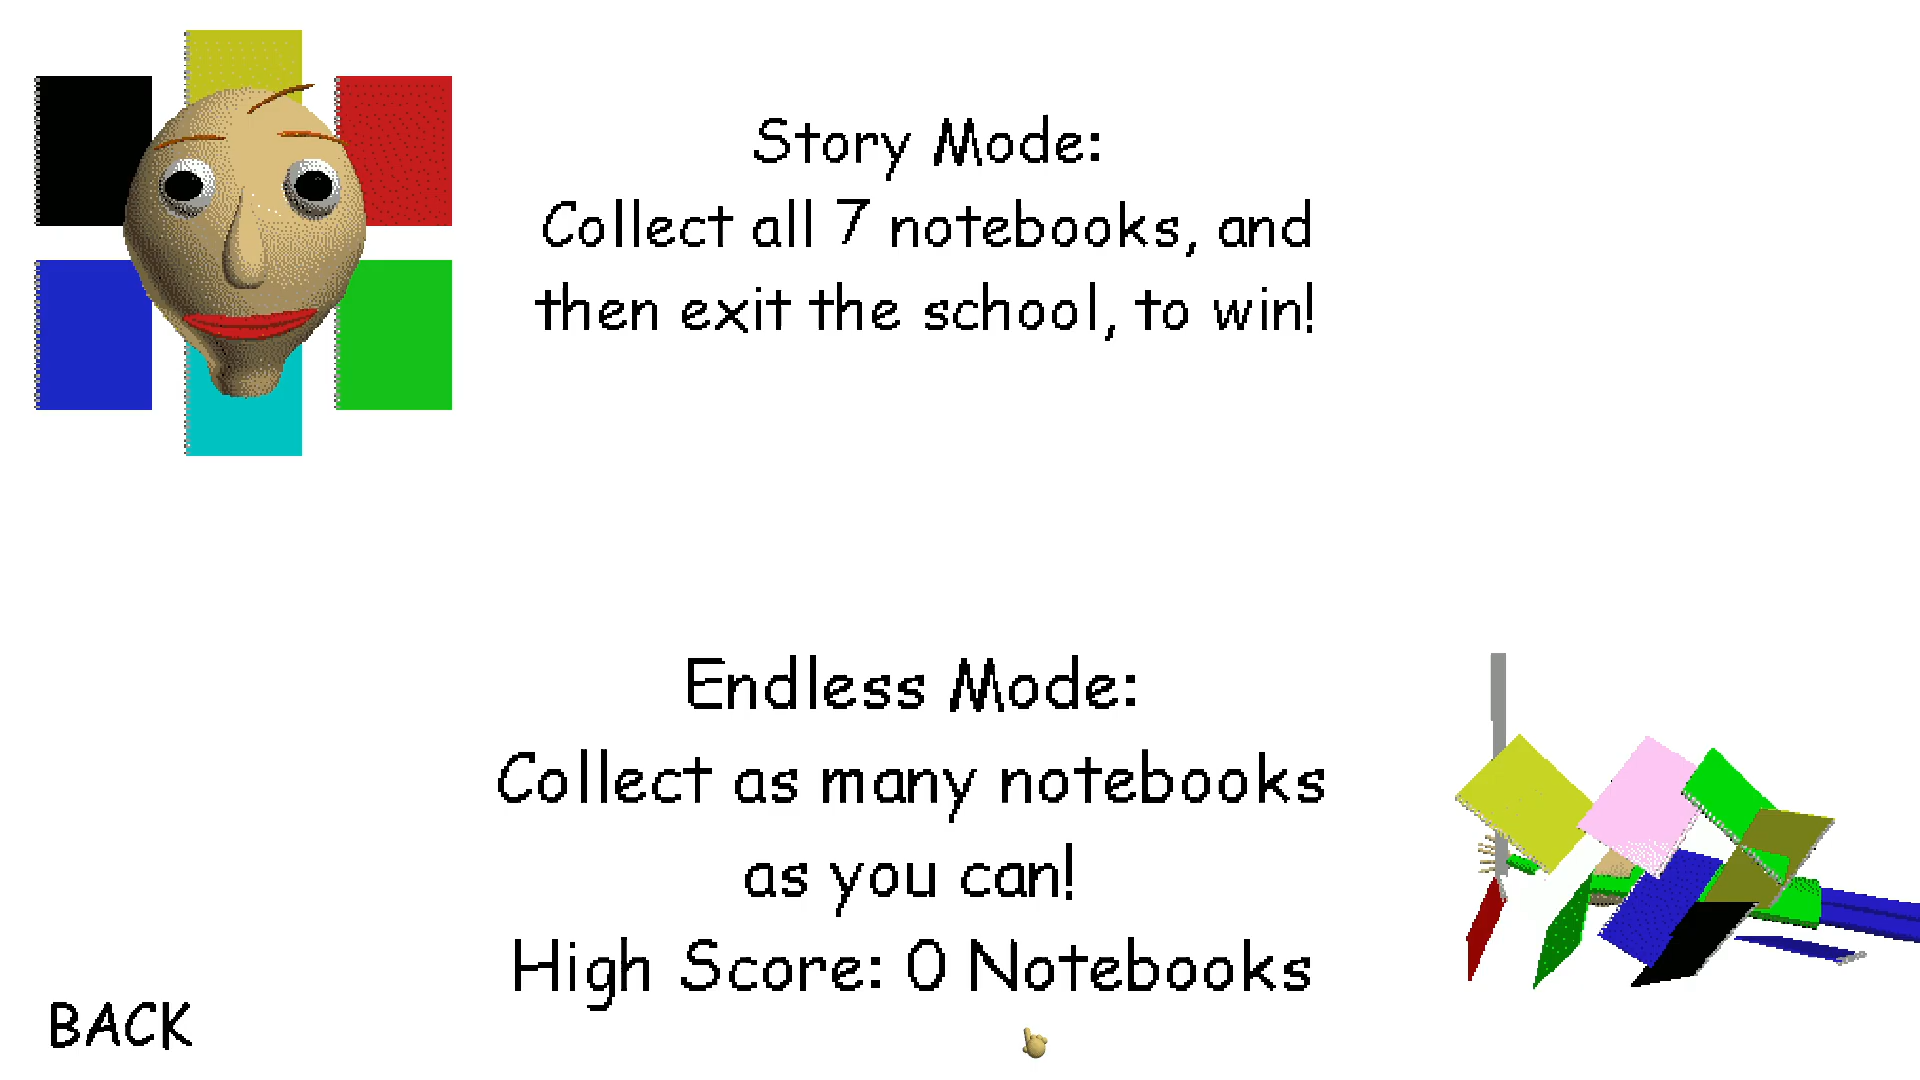 Story Mode:
Collect all 7 notebooks, and
then exit the school, to win!
Endless Mode:
Collect as many notebooks
as you can!
High Score: 0 Notebooks
BACK